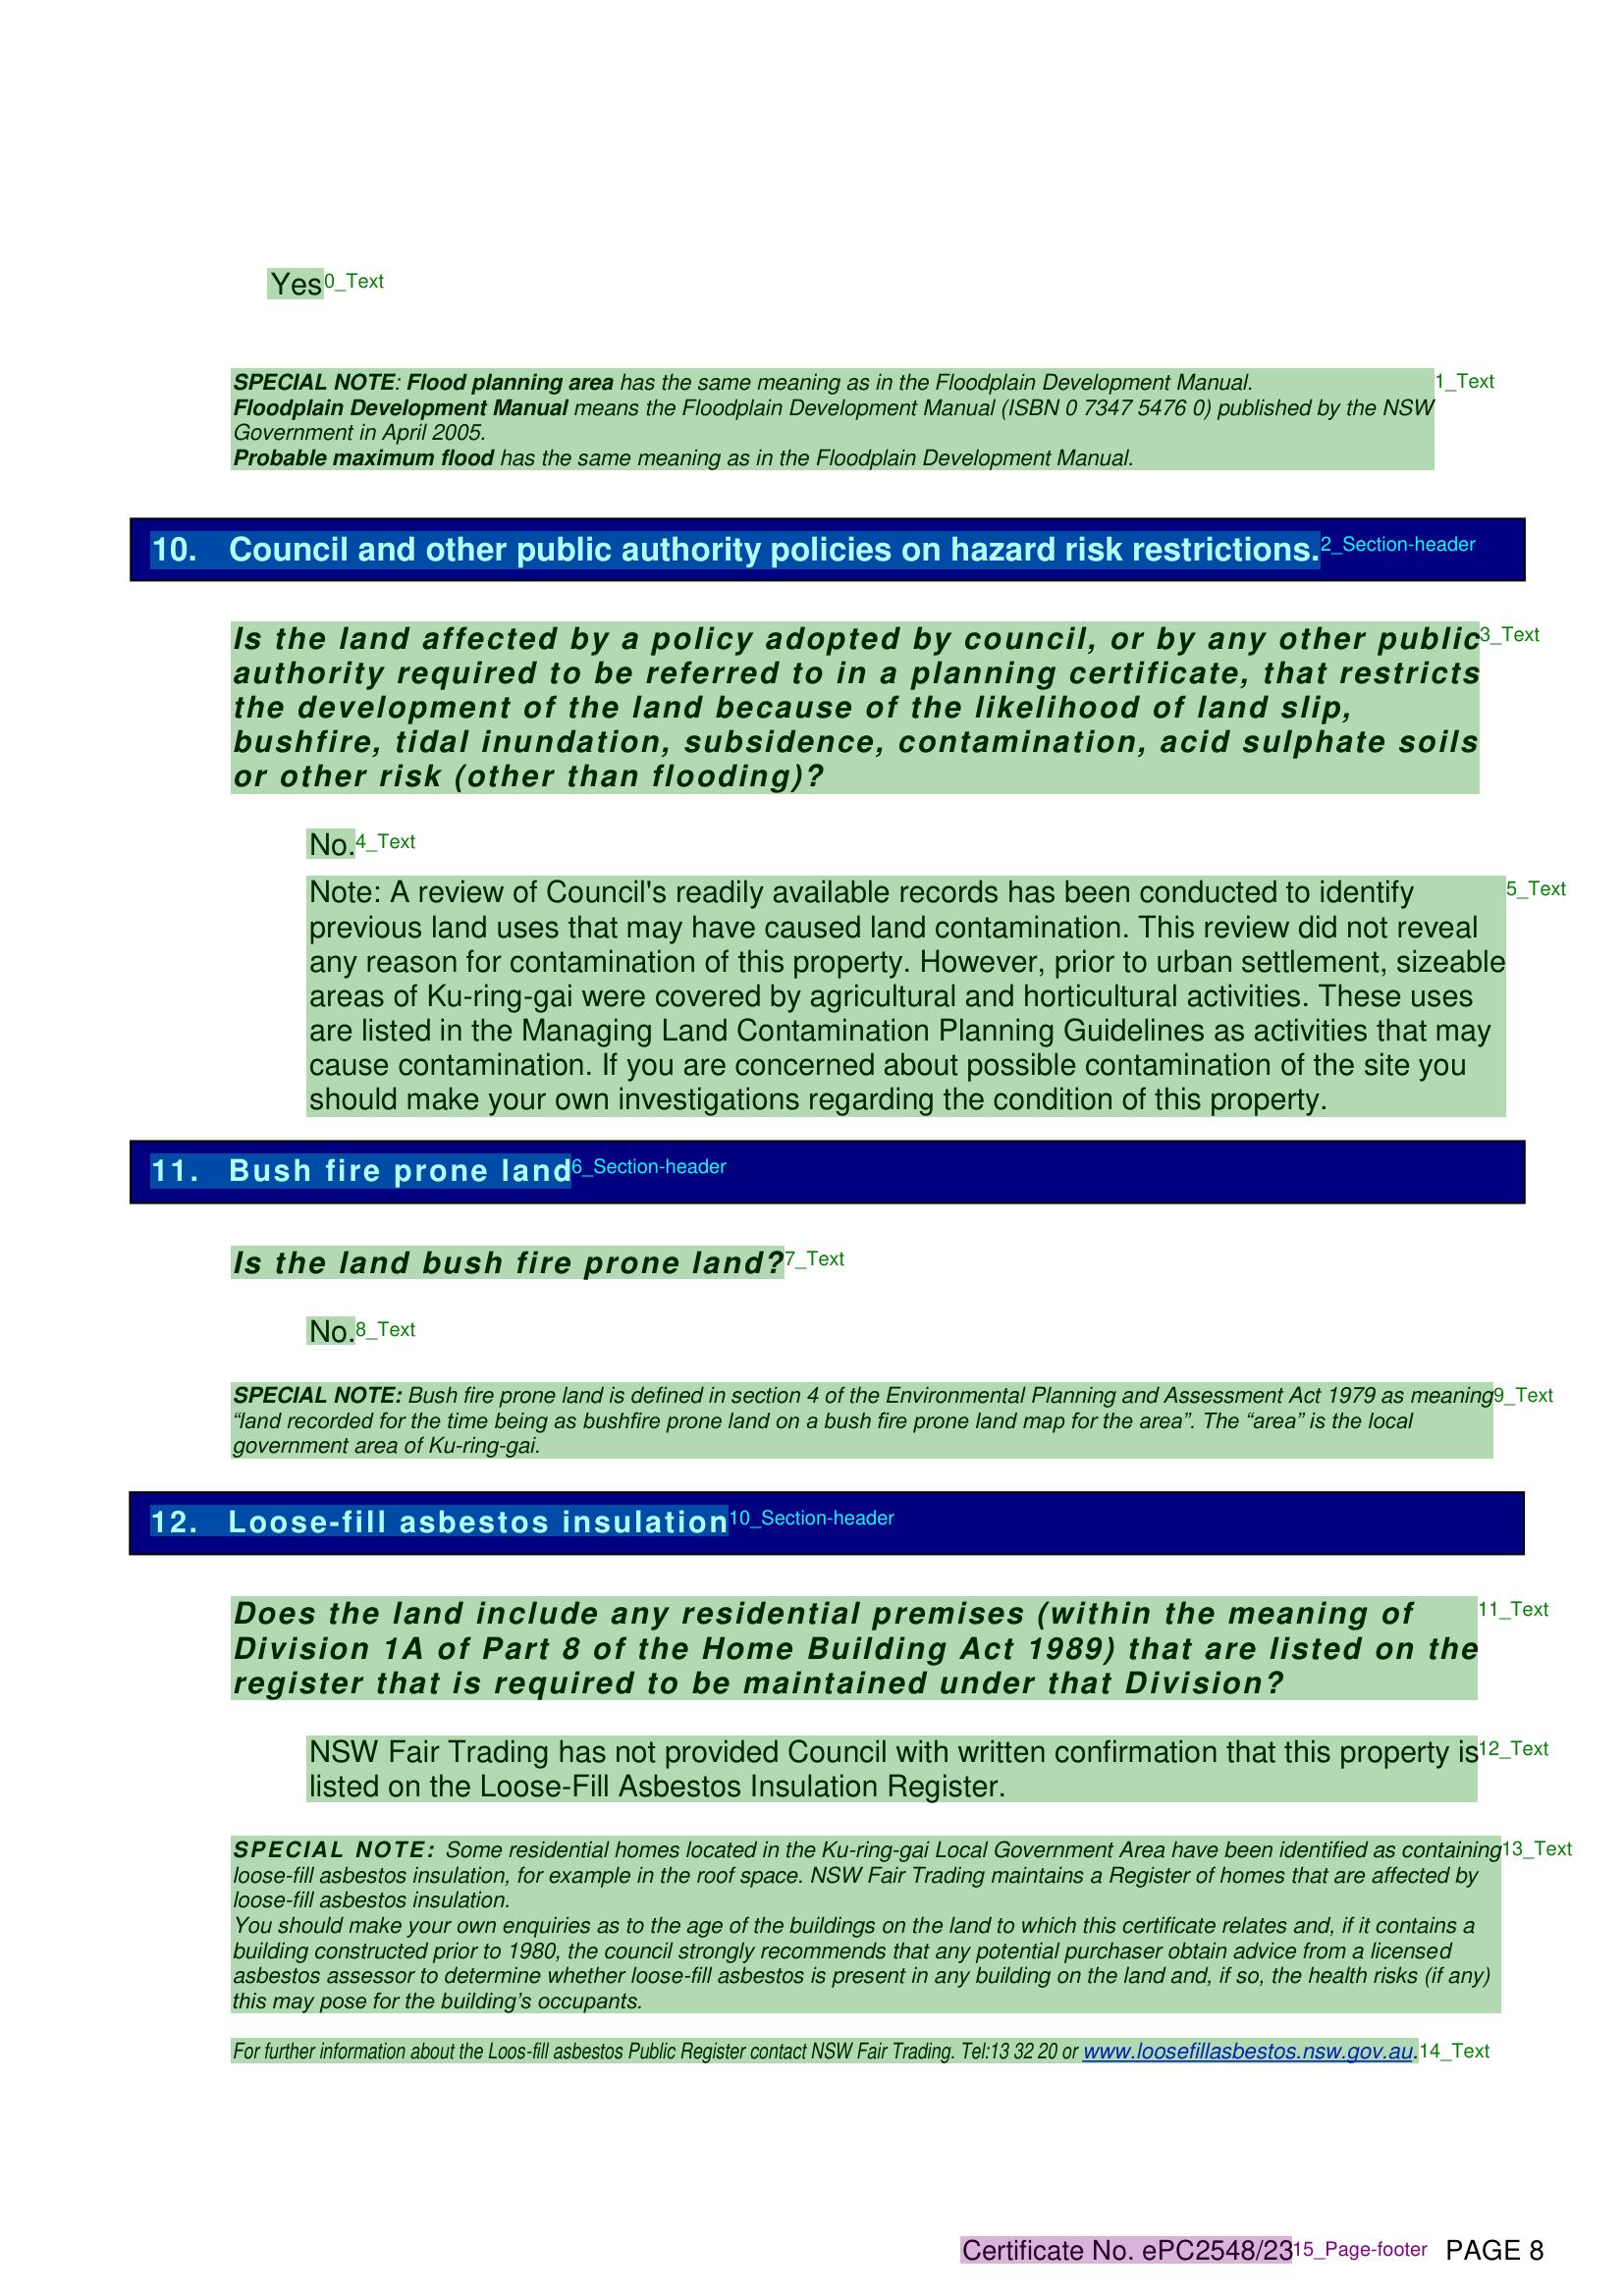 Yes 0_Text
SPECIAL NOTE: Flood planning area has the same meaning as in the Floodplain Development Manual. 1_Text
Floodplain Development Manual means the Floodplain Development Manual (ISBN 0 7347 5476 0) published by the NSW
Government in April 2005.
Probable maximum flood has the same meaning as in the Floodplain Development Manual.
10. Council and other public authority policies on hazard risk restrictions. 2_Section-header
Is the land affected by a policy adopted by council, or by any other public 3_Text
authority required to be referred to in a planning certificate, that restricts
the development of the land because of the likelihood of land slip,
bushfire, tidal inundation, subsidence, contamination, acid sulphate soils
or other risk (other than flooding)?
No. 4_Text
Note: A review of Council's readily available records has been conducted to identify 5_Text
previous land uses that may have caused land contamination. This review did not reveal
any reason for contamination of this property. However, prior to urban settlement, sizeable
areas of Ku-ring-gai were covered by agricultural and horticultural activities. These uses
are listed in the Managing Land Contamination Planning Guidelines as activities that may
cause contamination. If you are concerned about possible contamination of the site you
should make your own investigations regarding the condition of this property.
11. Bush fire prone land 6_Section-header
Is the land bush fire prone land? 7_Text
No. 8_Text
SPECIAL NOTE: Bush fire prone land is defined in section 4 of the Environmental Planning and Assessment Act 1979 as meaning 9_Text
“land recorded for the time being as bushfire prone land on a bush fire prone land map for the area”. The “area” is the local
government area of Ku-ring-gai.
12. Loose-fill asbestos insulation 10_Section-header
Does the land include any residential premises (within the meaning of 11_Text
Division 1A of Part 8 of the Home Building Act 1989) that are listed on the
register that is required to be maintained under that Division?
NSW Fair Trading has not provided Council with written confirmation that this property is 12_Text
listed on the Loose-Fill Asbestos Insulation Register.
SPECIAL NOTE: Some residential homes located in the Ku-ring-gai Local Government Area have been identified as containing 13_Text
loose-fill asbestos insulation, for example in the roof space. NSW Fair Trading maintains a Register of homes that are affected by
loose-fill asbestos insulation.
You should make your own enquiries as to the age of the buildings on the land to which this certificate relates and, if it contains a
building constructed prior to 1980, the council strongly recommends that any potential purchaser obtain advice from a licensed
asbestos assessor to determine whether loose-fill asbestos is present in any building on the land and, if so, the health risks (if any)
this may pose for the building’s occupants.
For further information about the Loos-fill asbestos Public Register contact NSW Fair Trading. Tel:13 32 20 or www.loosefillasbestos.nsw.gov.au. 14_Text
Certificate No. ePC2548/23 15_Page-footer PAGE 8